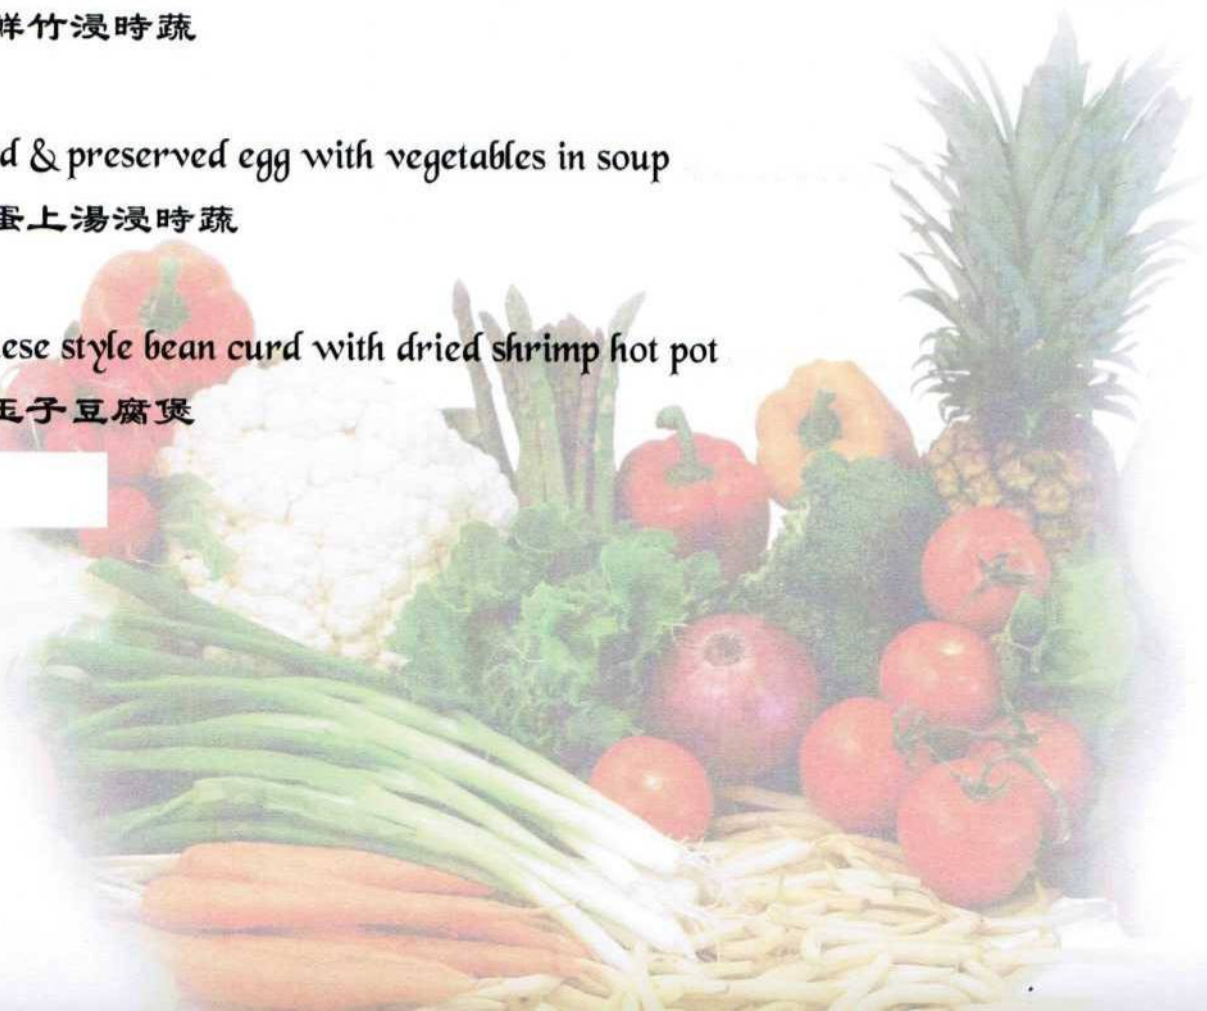 鮮竹浸時蔬
d & preserved egg with vegetables in soup
蛋上湯浸時蔬
ese style bean curd with dried shrimp hot pot
玉子豆腐煲